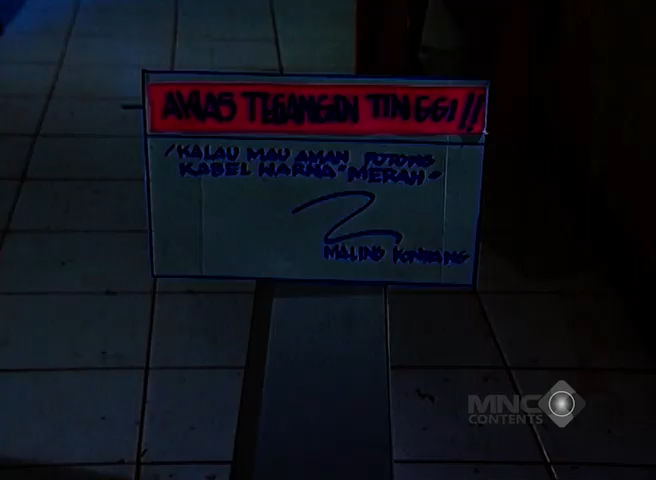 AWAS TEGANGAN TINGGI!!
KALAU MAU AMAN POTONG
KABEL WARNA "MERAH"
MALING KONDANG
MNC
CONTENTS